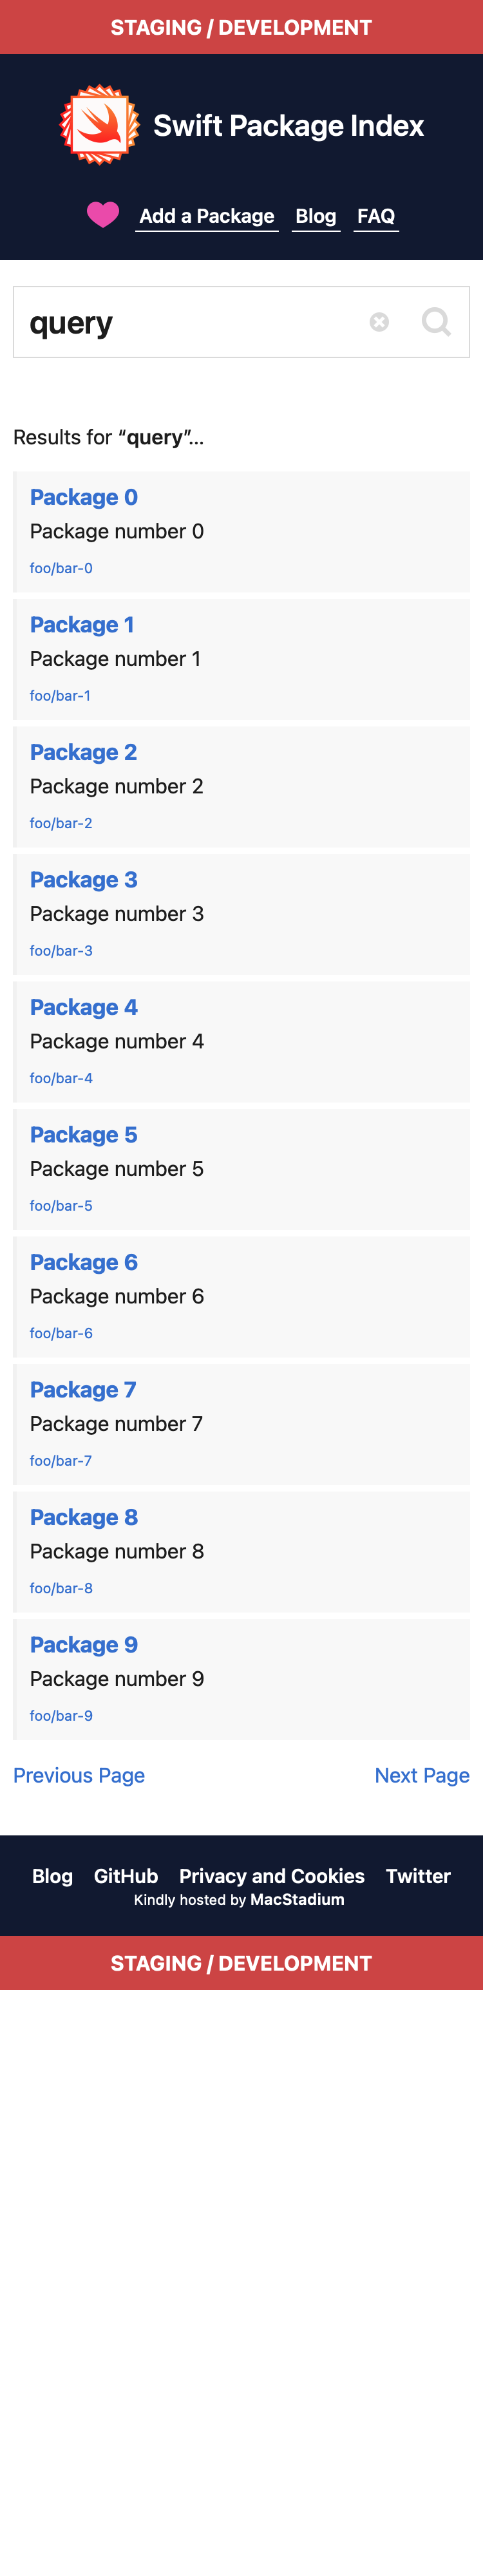 STAGING / DEVELOPMENT
Swift Package Index
Add a Package Blog FAQ
query
Results for “query”...
Package 0
Package number 0
foo/bar-0
Package 1
Package number 1
foo/bar-1
Package 2
Package number 2
foo/bar-2
Package 3
Package number 3
foo/bar-3
Package 4
Package number 4
foo/bar-4
Package 5
Package number 5
foo/bar-5
Package 6
Package number 6
foo/bar-6
Package 7
Package number 7
foo/bar-7
Package 8
Package number 8
foo/bar-8
Package 9
Package number 9
foo/bar-9
Previous Page Next Page
Blog GitHub Privacy and Cookies Twitter
Kindly hosted by MacStadium
STAGING / DEVELOPMENT